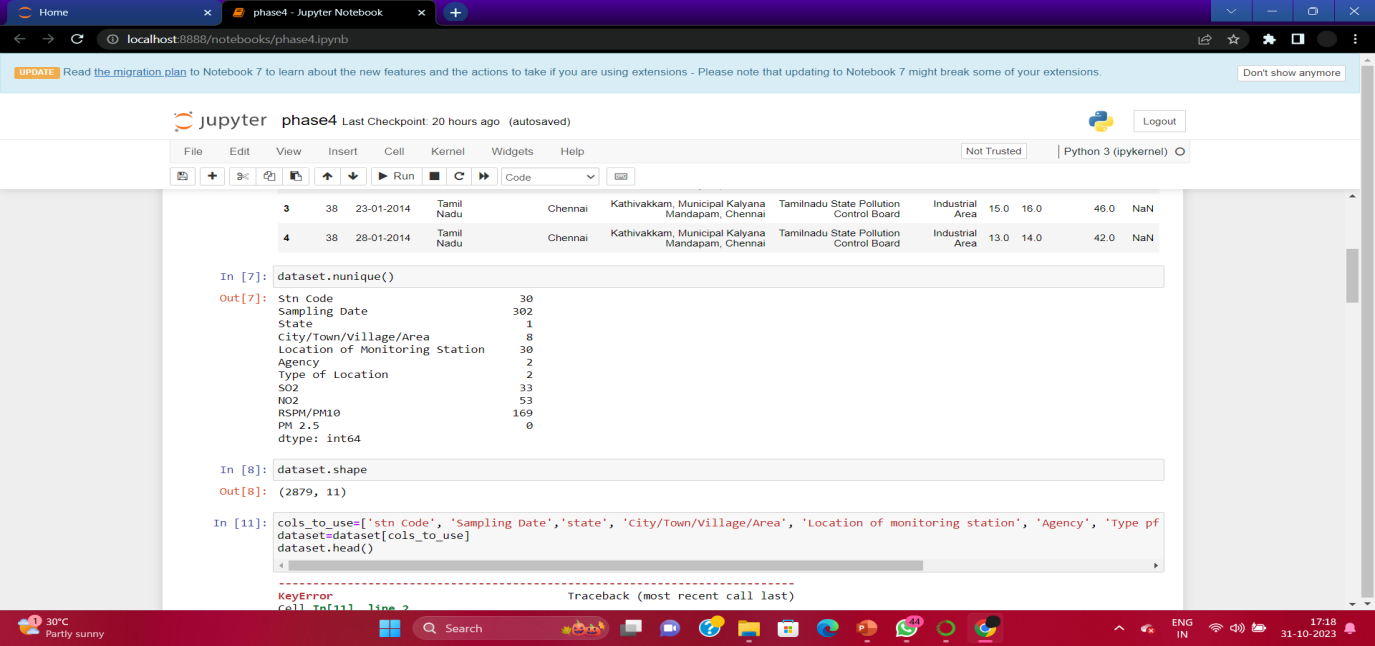 Home
phase4 - Jupyter Notebook
localhost:8888/notebooks/phase4.ipynb
UPDATE Read the migration plan to Notebook 7 to learn about the new features and the actions to take if you are using extensions - Please note that updating to Notebook 7 might break some of your extensions.
Don't show anymore
jupyter phase4 Last Checkpoint: 20 hours ago (autosaved)
Logout
File Edit View Insert Cell Kernel Widgets Help
Not Trusted
Python 3 (ipykernel)
Run
Code
3 38 23-01-2014 Tamil Nadu Chennai Kathivakkam, Municipal Kalyana Mandapam, Chennai Tamilnadu State Pollution Control Board Industrial Area 15.0 16.0 46.0 NaN
4 38 28-01-2014 Tamil Nadu Chennai Kathivakkam, Municipal Kalyana Mandapam, Chennai Tamilnadu State Pollution Control Board Industrial Area 13.0 14.0 42.0 NaN
In [7]: dataset.nunique()
Out[7]: Stn Code 30
Sampling Date 302
State 1
City/Town/Village/Area 8
Location of Monitoring Station 30
Agency 2
Type of Location 2
SO2 33
NO2 53
RSPM/PM10 169
PM 2.5 0
dtype: int64
In [8]: dataset.shape
Out[8]: (2879, 11)
In [11]: cols_to_use=['stn Code', 'Sampling Date','state', 'City/Town/Village/Area', 'Location of monitoring station', 'Agency', 'Type pf
dataset=dataset[cols_to_use]
dataset.head()
---------------------------------------------------------------------------
KeyError Traceback (most recent call last)
Cell In[11], line 2
1
30°C
Partly sunny
Search
44
ENG
IN
17:18
31-10-2023